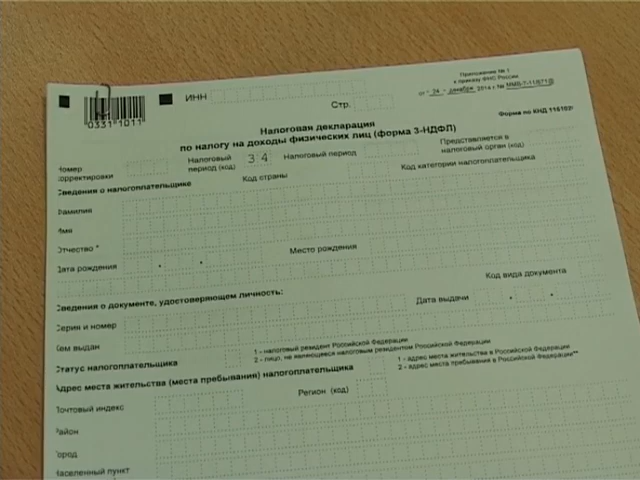 Приложение № 1
к приказу ФНС России
от "24" декабря 2014 г. № ММВ-7-11/671@
0331 1011
ИНН
Стр.
Форма по КНД 1151020
Налоговая декларация
по налогу на доходы физических лиц (форма 3-НДФЛ)
Номер
корректировки
Налоговый
период (код)
3 4
Налоговый период
Представляется в
налоговый орган (код)
Сведения о налогоплательщике
Код страны
Код категории налогоплательщика
Фамилия
Имя
Отчество *
Дата рождения
Место рождения
Сведения о документе, удостоверяющем личность:
Код вида документа
Серия и номер
Дата выдачи
Кем выдан
Статус налогоплательщика
1 - налоговый резидент Российской Федерации
2 - лицо, не являющееся налоговым резидентом Российской Федерации
Адрес места жительства (места пребывания) налогоплательщика
1 - адрес места жительства в Российской Федерации
2 - адрес места пребывания в Российской Федерации**
Почтовый индекс
Регион (код)
Район
Город
Населенный пункт